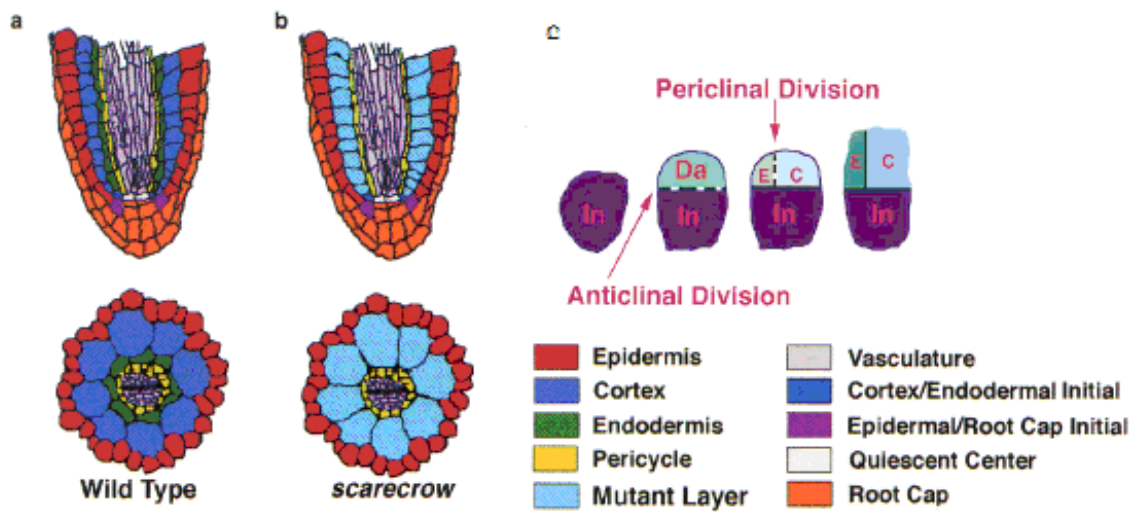 a
b
c
Periclinal Division
Da
E
C
E
C
In
In
In
In
Anticlinal Division
Epidermis
Cortex
Endodermis
Pericycle
Mutant Layer
Vasculature
Cortex/Endodermal Initial
Epidermal/Root Cap Initial
Quiescent Center
Root Cap
Wild Type
scarecrow